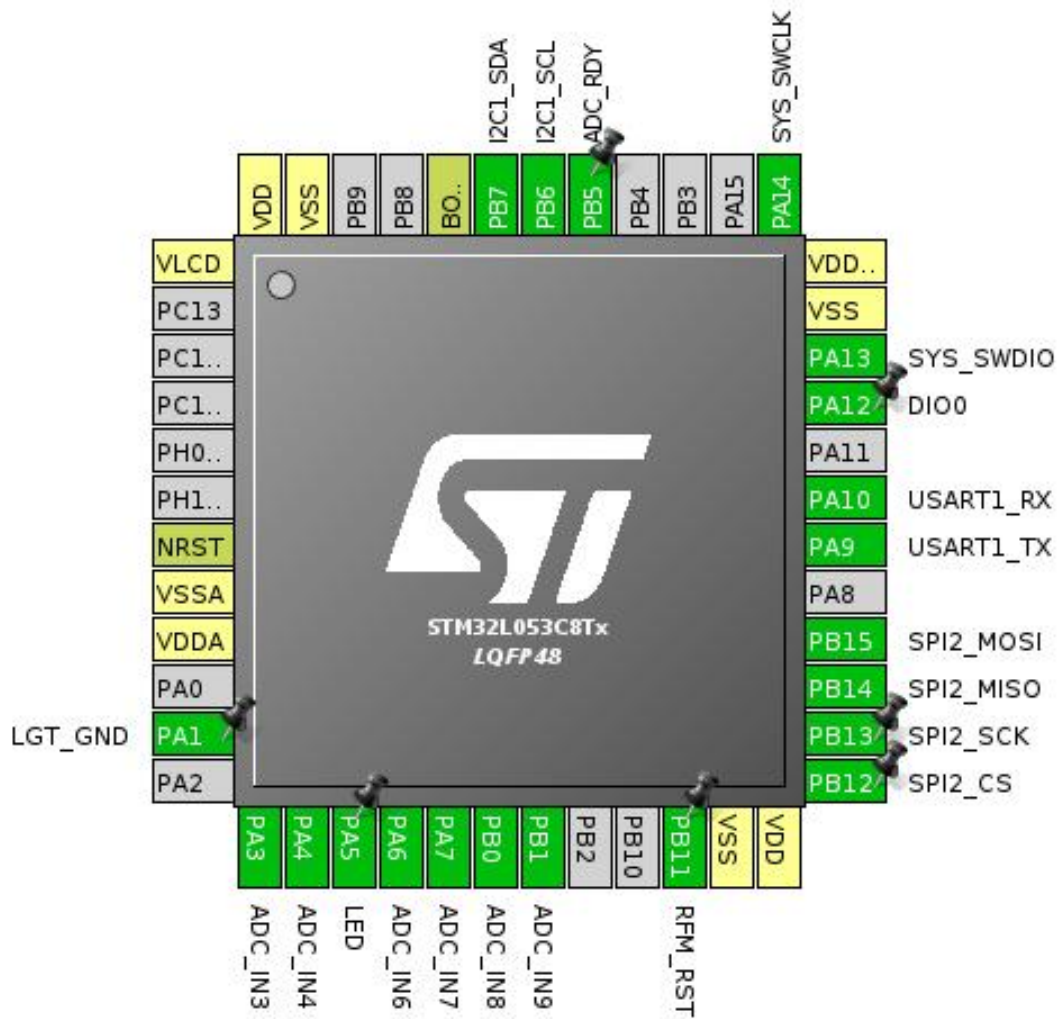 I2C1_SDA
I2C1_SCL
ADC_RDY
SYS_SWCLK
VDD
VSS
PB9
PB8
BO..
PB7
PB6
PB5
PB4
PB3
PA15
PA14
VLCD
PC13
PC1..
PC1..
PH0..
PH1..
NRST
VSSA
VDDA
PA0
LGT_GND PA1
PA2
STM32L053C8Tx
LQFP48
VDD..
VSS
PA13 SYS_SWDIO
PA12 DIO0
PA11
PA10 USART1_RX
PA9 USART1_TX
PA8
PB15 SPI2_MOSI
PB14 SPI2_MISO
PB13 SPI2_SCK
PB12 SPI2_CS
PA3
PA4
PA5
PA6
PA7
PB0
PB1
PB2
PB10
PB11
VSS
VDD
ADC_IN3
ADC_IN4
LED
ADC_IN6
ADC_IN7
ADC_IN8
ADC_IN9
RFM_RST